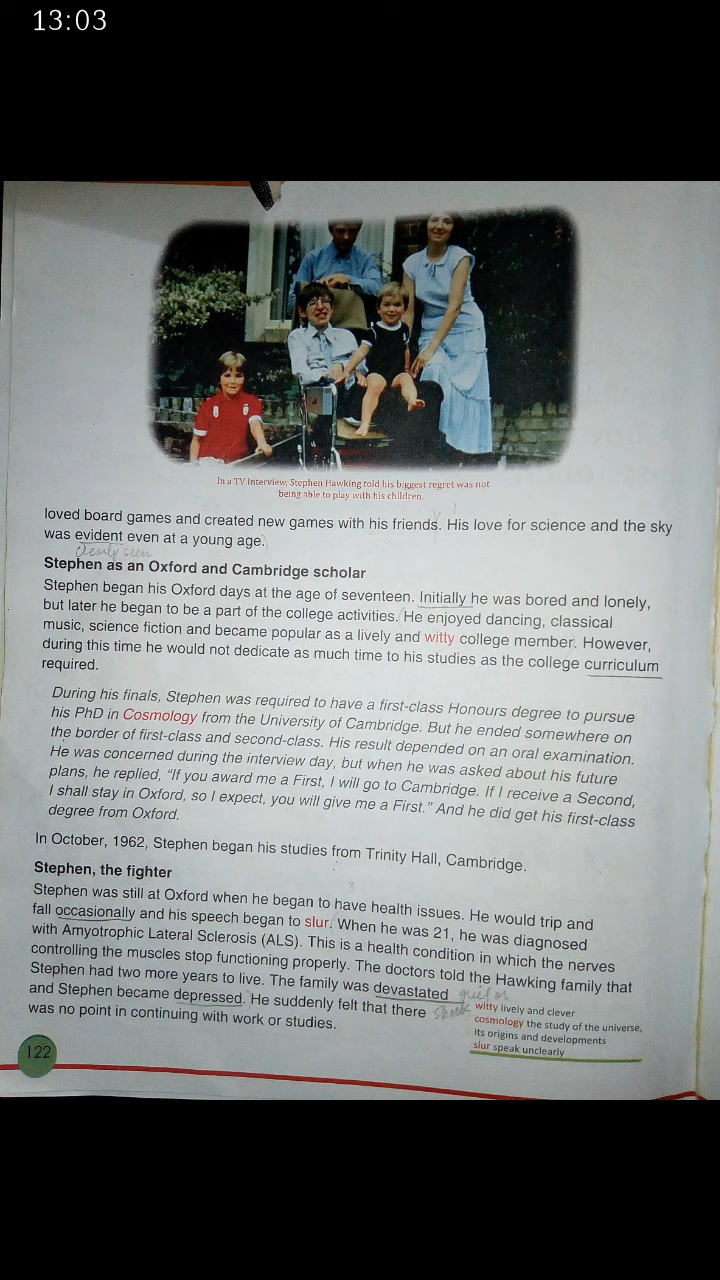 13:03
In a TV Interview, Stephen Hawking told his biggest regret was not
being able to play with his children.
loved board games and created new games with his friends. His love for science and the sky
was evident even at a young age.
clearly seen
Stephen as an Oxford and Cambridge scholar
Stephen began his Oxford days at the age of seventeen. Initially he was bored and lonely,
but later he began to be a part of the college activities. He enjoyed dancing, classical
music, science fiction and became popular as a lively and witty college member. However,
during this time he would not dedicate as much time to his studies as the college curriculum
required.
During his finals, Stephen was required to have a first-class Honours degree to pursue
his PhD in Cosmology from the University of Cambridge. But he ended somewhere on
the border of first-class and second-class. His result depended on an oral examination.
He was concerned during the interview day, but when he was asked about his future
plans, he replied, “If you award me a First, I will go to Cambridge. If I receive a Second,
I shall stay in Oxford, so I expect, you will give me a First.” And he did get his first-class
degree from Oxford.
In October, 1962, Stephen began his studies from Trinity Hall, Cambridge.
Stephen, the fighter
Stephen was still at Oxford when he began to have health issues. He would trip and
fall occasionally and his speech began to slur. When he was 21, he was diagnosed
with Amyotrophic Lateral Sclerosis (ALS). This is a health condition in which the nerves
controlling the muscles stop functioning properly. The doctors told the Hawking family that
Stephen had two more years to live. The family was devastated
and Stephen became depressed. He suddenly felt that there
was no point in continuing with work or studies.
shock
witty lively and clever
cosmology the study of the universe,
its origins and developments
slur speak unclearly
122